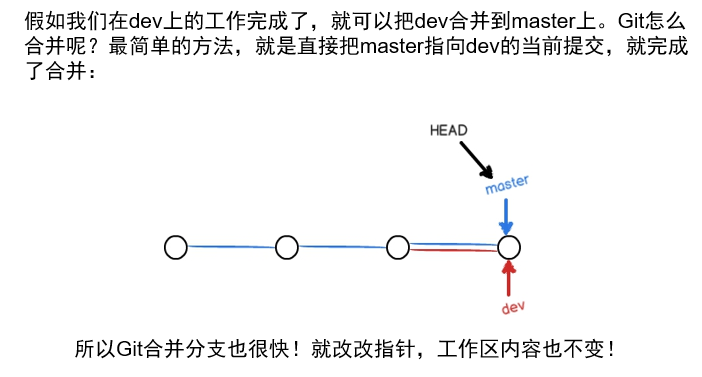 假如我们在dev上的工作完成了，就可以把dev合并到master上。Git怎么
合并呢？最简单的方法，就是直接把master指向dev的当前提交，就完成
了合并：
HEAD
master
dev
所以Git合并分支也很快！就改改指针，工作区内容也不变！